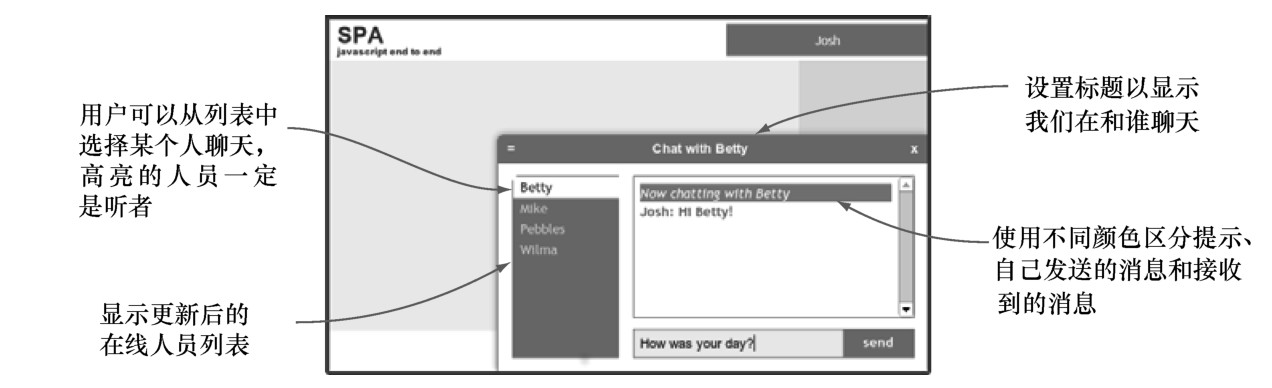 SPA
javascript end to end
Josh
用户可以从列表中
选择某个人聊天，
高亮的人员一定
是听者
设置标题以显示
我们在和谁聊天
=
Chat with Betty
x
Betty
Mike
Pebbles
Wilma
Now chatting with Betty
Josh: Hi Betty!
使用不同颜色区分提示、
自己发送的消息和接收
到的消息
显示更新后的
在线人员列表
How was your day?
send